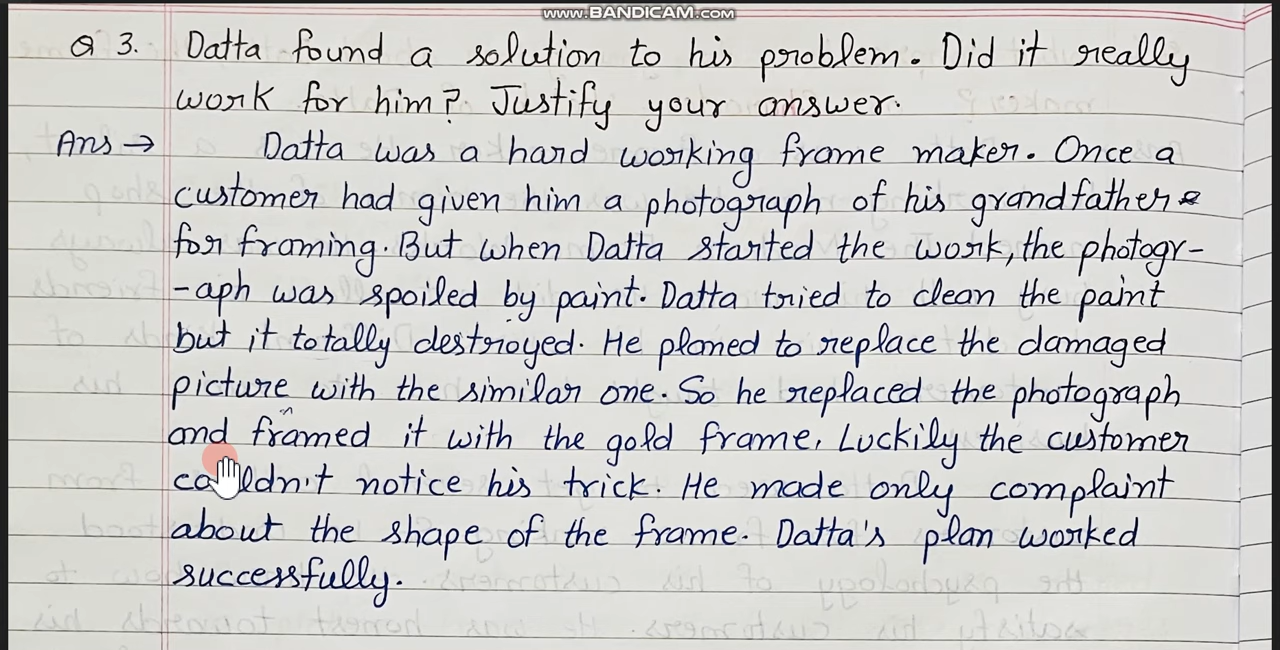 www.BANDICAM.com
Q 3. Datta found a solution to his problem. Did it really
work for him? Justify your answer.
Ans → Datta was a hard working frame maker. Once a
customer had given him a photograph of his grandfather
for framing. But when Datta started the work, the photogr-
-aph was spoiled by paint. Datta tried to clean the paint
but it totally destroyed. He planed to replace the damaged
picture with the similar one. So he replaced the photograph
and framed it with the gold frame. Luckily the customer
couldn't notice his trick. He made only complaint
about the shape of the frame. Datta's plan worked
successfully.